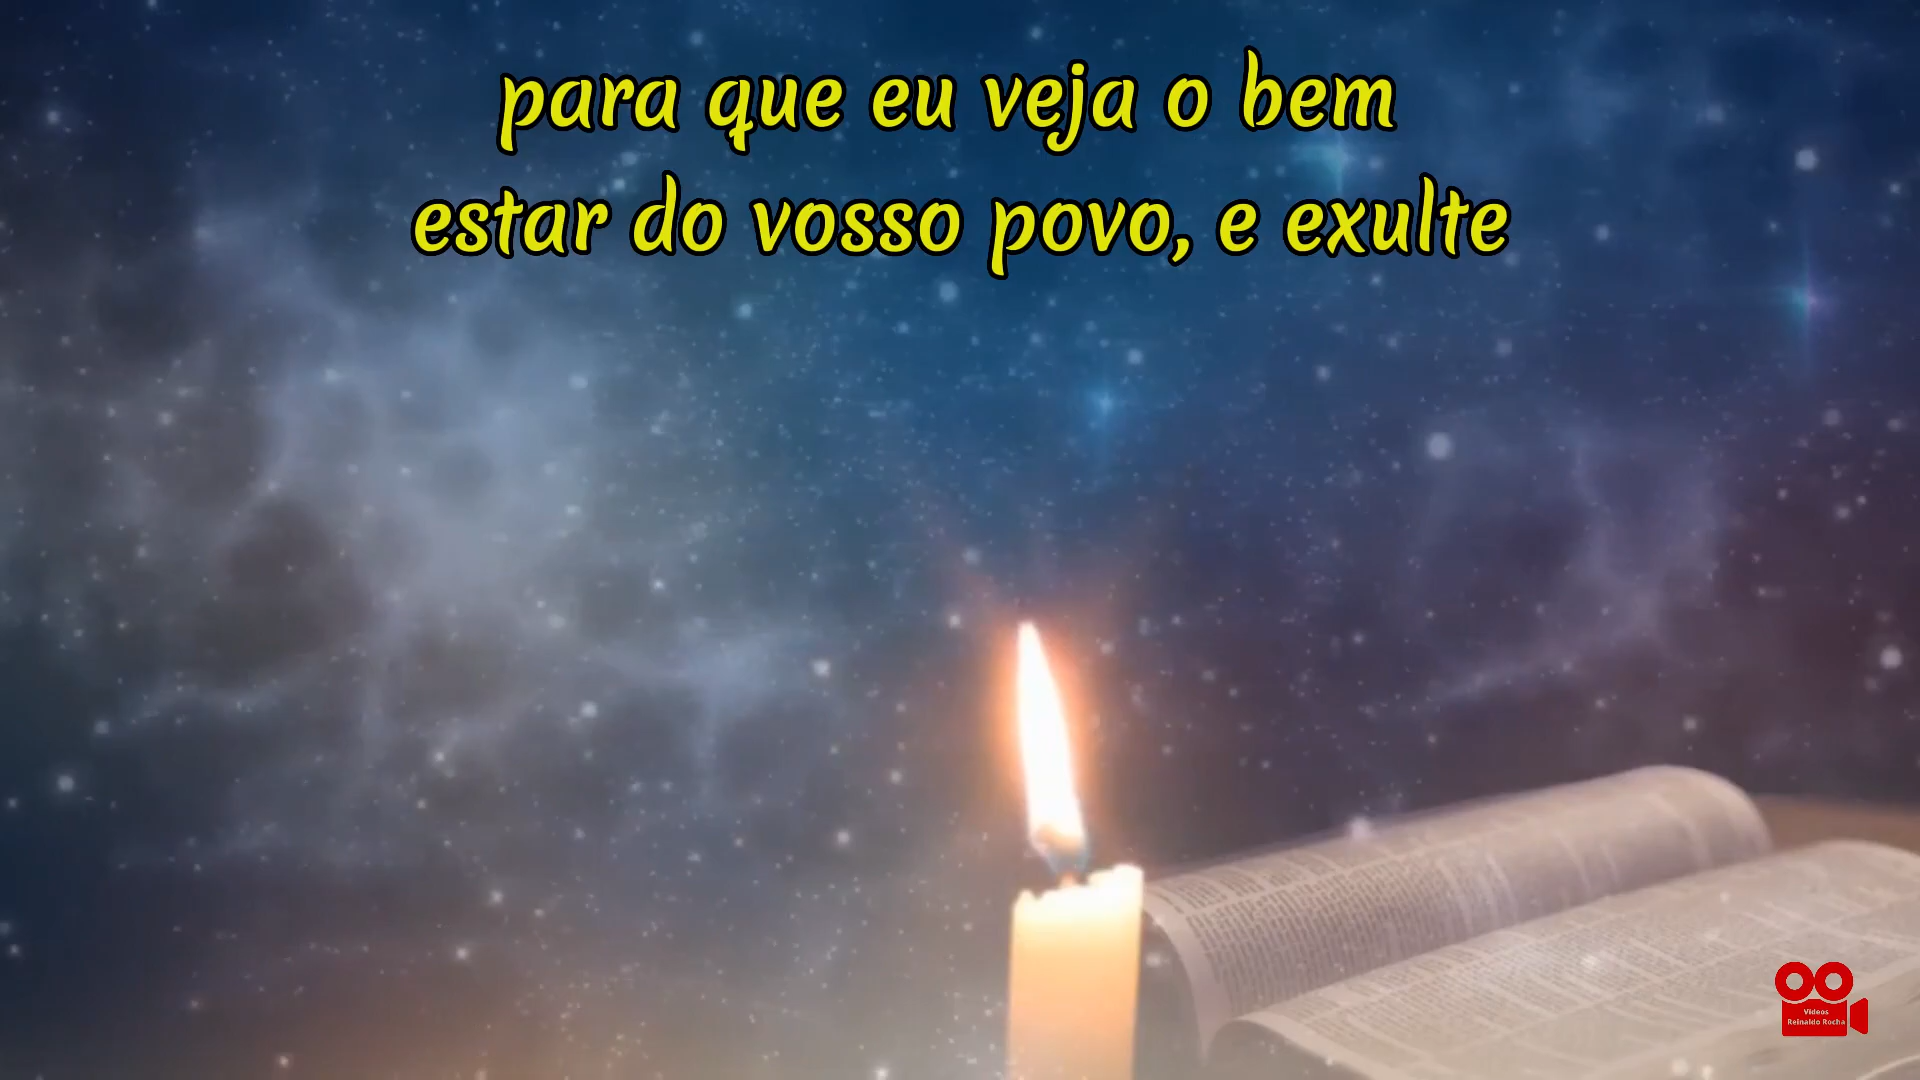 para que eu veja o bem
estar do vosso povo, e exulte
Videos
Reinaldo Rocha